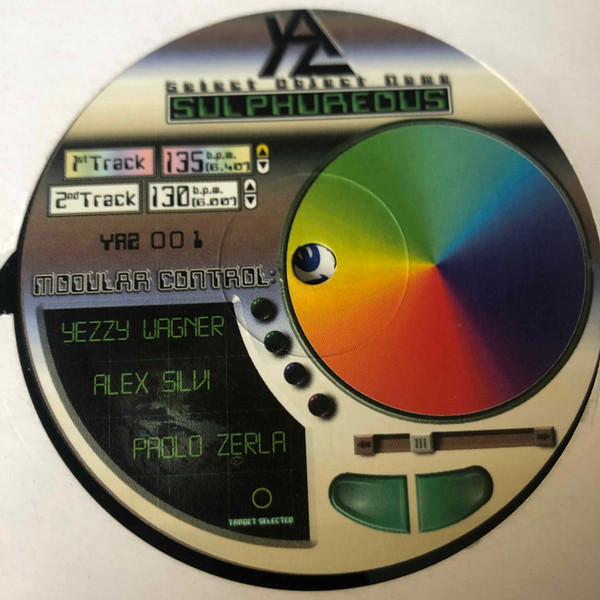 YAZ
Select Object Name
SULPHUREOUS
1st Track 135 b.p.m. (6.40")
2nd Track 130 b.p.m. (6.00")
YAZ 001
MODULAR CONTROL:
YEZZY WAGNER
ALEX SILVI
PAOLO ZERLA
TARGET SELECTED